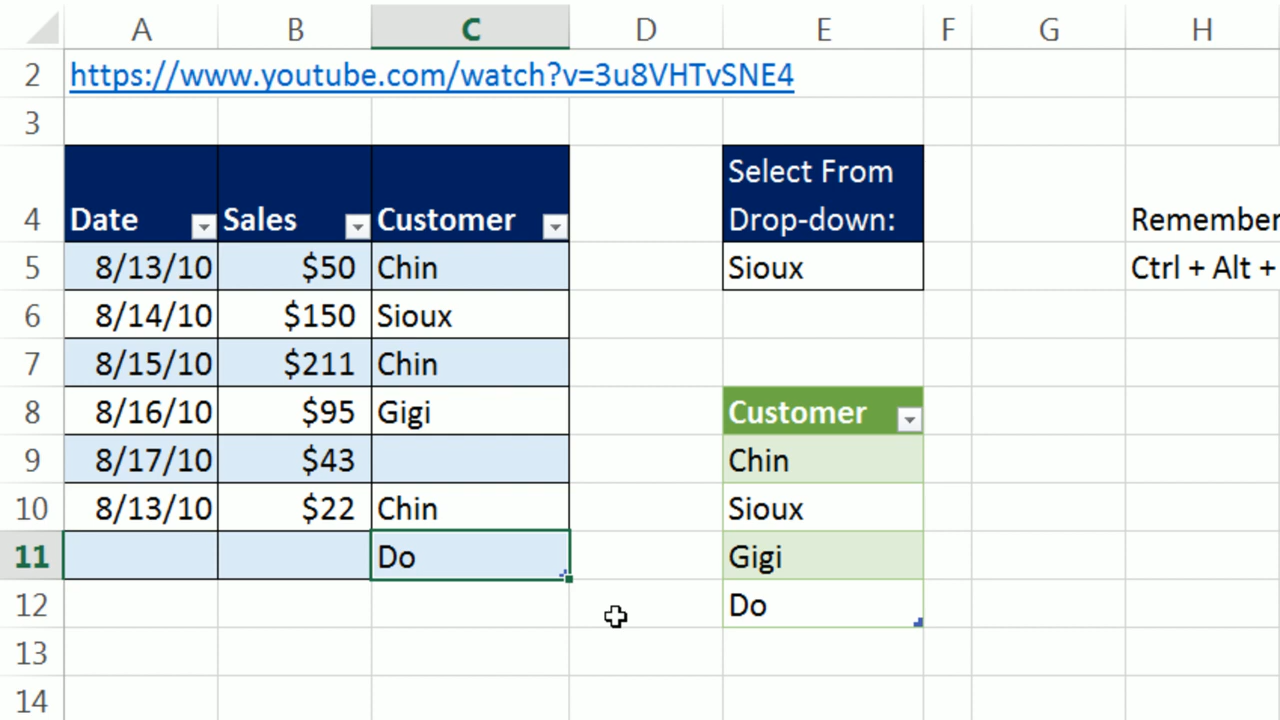 A B C D E F G H
2 https://www.youtube.com/watch?v=3u8VHTvSNE4
3
Select From
4 Date Sales Customer Drop-down: Remember
5 8/13/10 $50 Chin Sioux Ctrl + Alt +
6 8/14/10 $150 Sioux
7 8/15/10 $211 Chin
8 8/16/10 $95 Gigi Customer
9 8/17/10 $43 Chin
10 8/13/10 $22 Chin Sioux
11 Do Gigi
12 Do
13
14